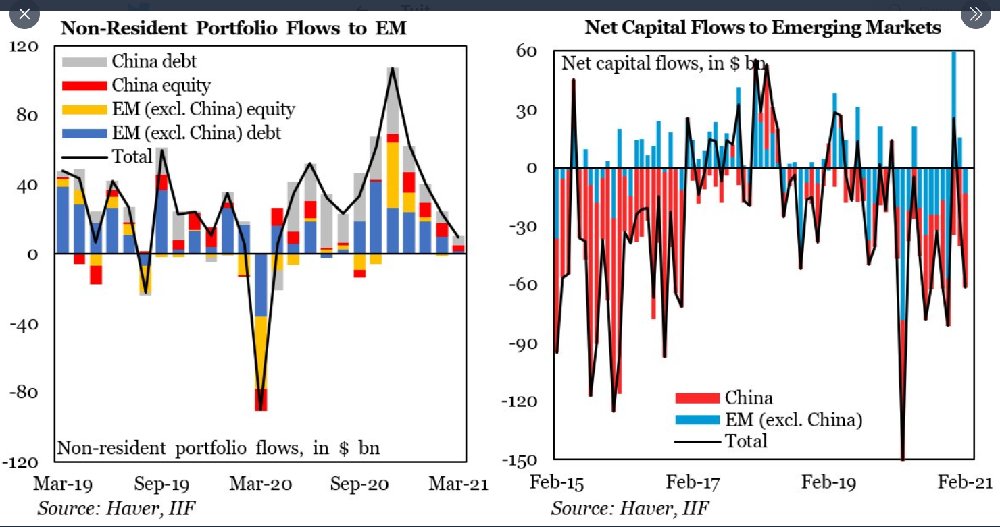 Non-Resident Portfolio Flows to EM
120
80
40
0
-40
-80
-120
China debt
China equity
EM (excl. China) equity
EM (excl. China) debt
Total
Non-resident portfolio flows, in $ bn
Mar-19 Sep-19 Mar-20 Sep-20 Mar-21
Source: Haver, IIF
Net Capital Flows to Emerging Markets
60
30
0
-30
-60
-90
-120
-150
Net capital flows, in $ bn
China
EM (excl. China)
Total
Feb-15 Feb-17 Feb-19 Feb-21
Source: Haver, IIF